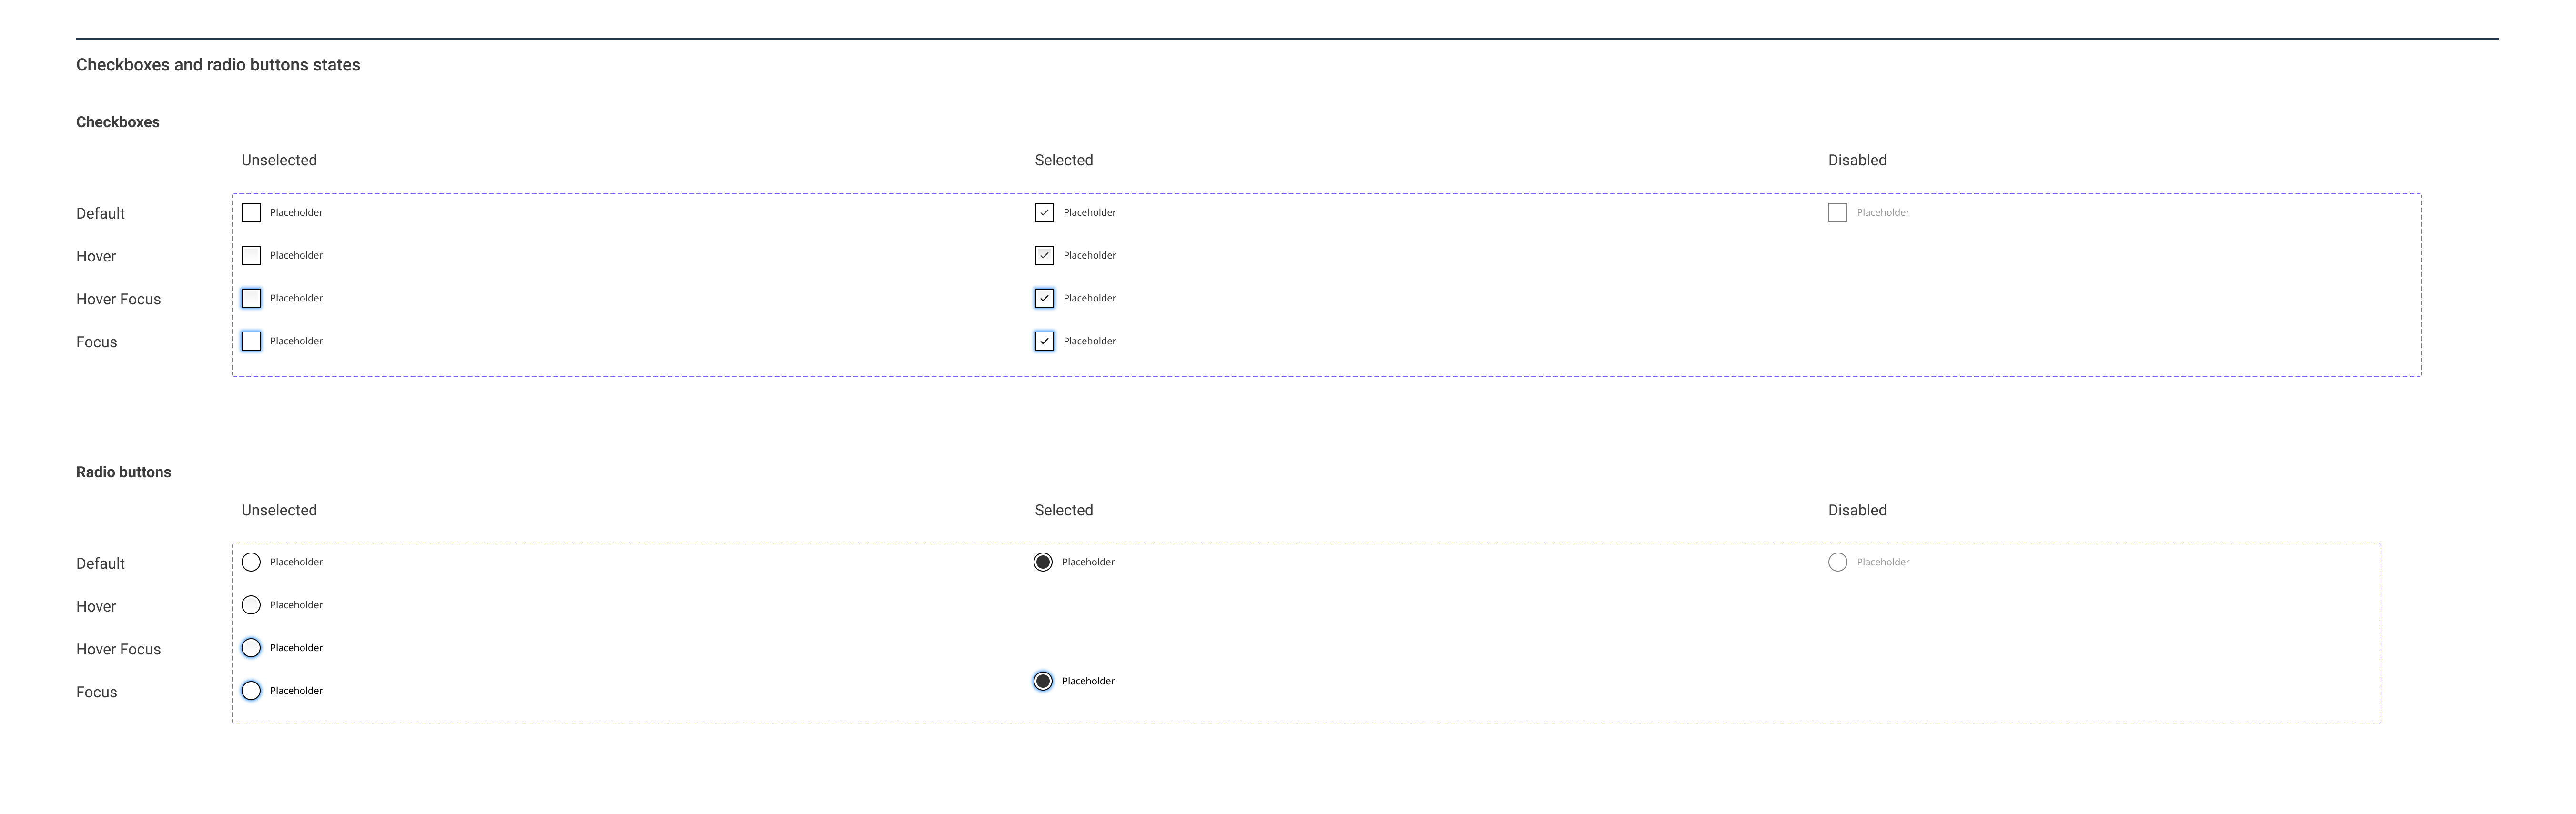 Checkboxes and radio buttons states
Checkboxes
Unselected Selected Disabled
Default Placeholder Placeholder Placeholder
Hover Placeholder Placeholder
Hover Focus Placeholder Placeholder
Focus Placeholder Placeholder
Radio buttons
Unselected Selected Disabled
Default Placeholder Placeholder Placeholder
Hover Placeholder
Hover Focus Placeholder
Focus Placeholder Placeholder